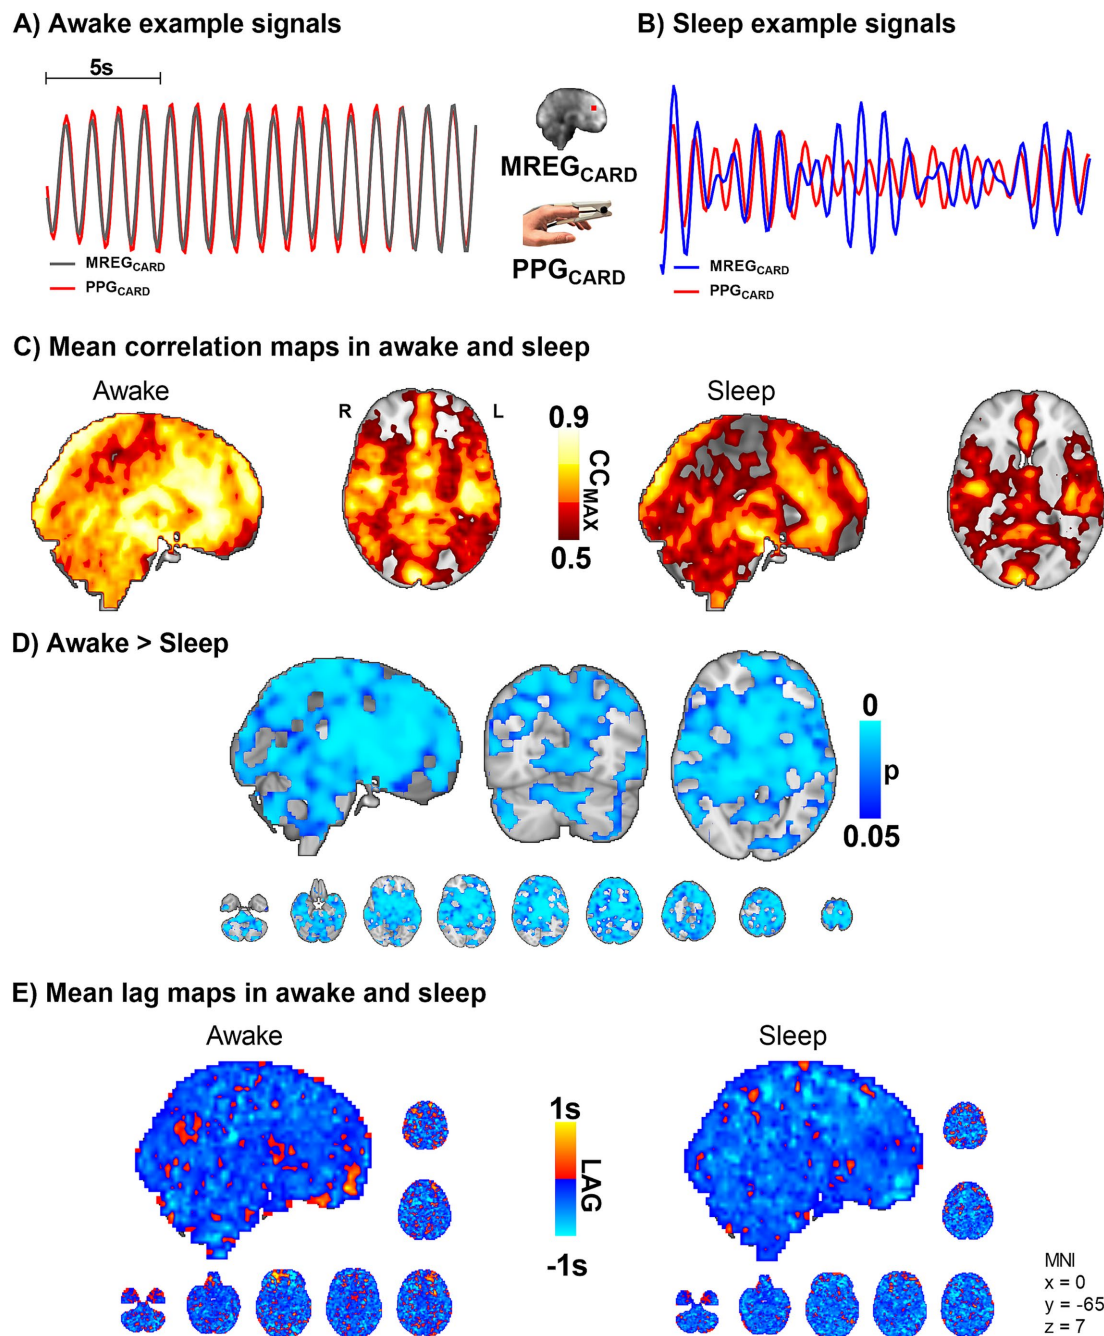 A) Awake example signals
B) Sleep example signals
5s
MREG_CARD
PPG_CARD
MREG_CARD
PPG_CARD
MREG_CARD
PPG_CARD
C) Mean correlation maps in awake and sleep
Awake
Sleep
R
L
0.9
CC_MAX
0.5
D) Awake > Sleep
0
p
0.05
E) Mean lag maps in awake and sleep
Awake
Sleep
1s
LAG
-1s
MNI
x = 0
y = -65
z = 7